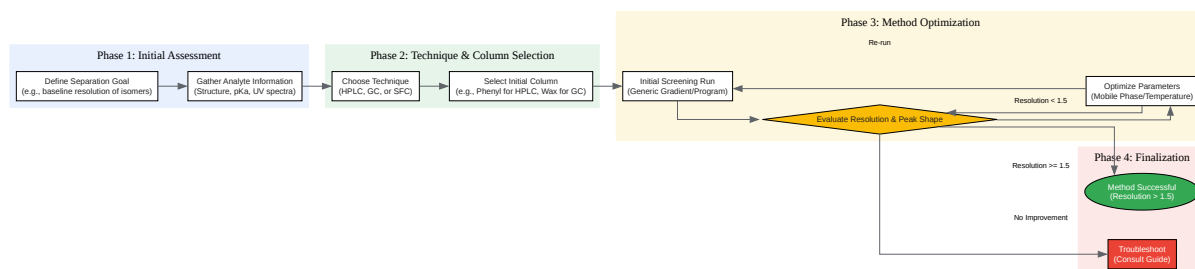 Phase 1: Initial Assessment
Define Separation Goal
(e.g., baseline resolution of isomers)
Gather Analyte Information
(Structure, pKa, UV spectra)
Phase 2: Technique & Column Selection
Choose Technique
(HPLC, GC, or SFC)
Select Initial Column
(e.g., Phenyl for HPLC, Wax for GC)
Phase 3: Method Optimization
Re-run
Initial Screening Run
(Generic Gradient/Program)
Optimize Parameters
(Mobile Phase/Temperature)
Resolution < 1.5
Evaluate Resolution & Peak Shape
Phase 4: Finalization
Resolution >= 1.5
Method Successful
(Resolution > 1.5)
No Improvement
Troubleshoot
(Consult Guide)